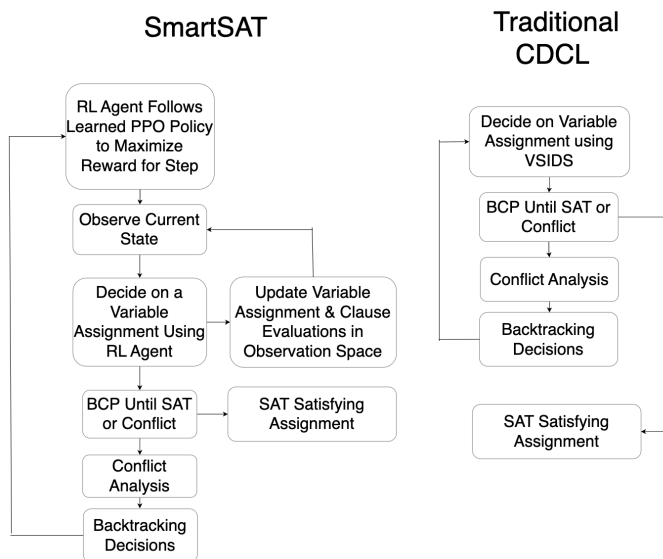 SmartSAT
RL Agent Follows
Learned PPO Policy
to Maximize
Reward for Step
Observe Current
State
Decide on a
Variable
Assignment Using
RL Agent
Update Variable
Assignment & Clause
Evaluations in
Observation Space
BCP Until SAT
or Conflict
SAT Satisfying
Assignment
Conflict
Analysis
Backtracking
Decisions
Traditional
CDCL
Decide on Variable
Assignment using
VSIDS
BCP Until SAT or
Conflict
Conflict Analysis
Backtracking
Decisions
SAT Satisfying
Assignment